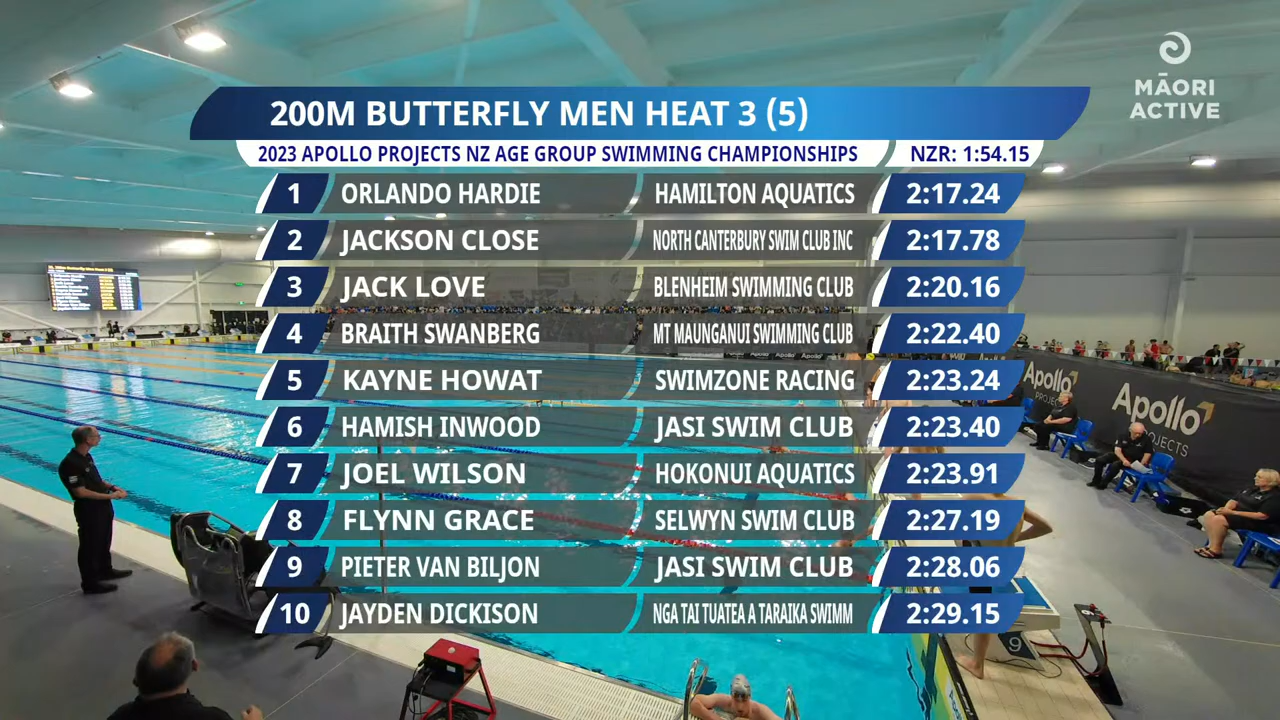 MĀORI
ACTIVE
200M BUTTERFLY MEN HEAT 3 (5)
2023 APOLLO PROJECTS NZ AGE GROUP SWIMMING CHAMPIONSHIPS NZR: 1:54.15
1 ORLANDO HARDIE HAMILTON AQUATICS 2:17.24
2 JACKSON CLOSE NORTH CANTERBURY SWIM CLUB INC 2:17.78
3 JACK LOVE BLENHEIM SWIMMING CLUB 2:20.16
4 BRAITH SWANBERG MT MAUNGANUI SWIMMING CLUB 2:22.40
5 KAYNE HOWAT SWIMZONE RACING 2:23.24
6 HAMISH INWOOD JASI SWIM CLUB 2:23.40
7 JOEL WILSON HOKONUI AQUATICS 2:23.91
8 FLYNN GRACE SELWYN SWIM CLUB 2:27.19
9 PIETER VAN BILJON JASI SWIM CLUB 2:28.06
10 JAYDEN DICKISON NGA TAI TUATEA A TARAIKA SWIMM 2:29.15
Apollo
Apollo
9